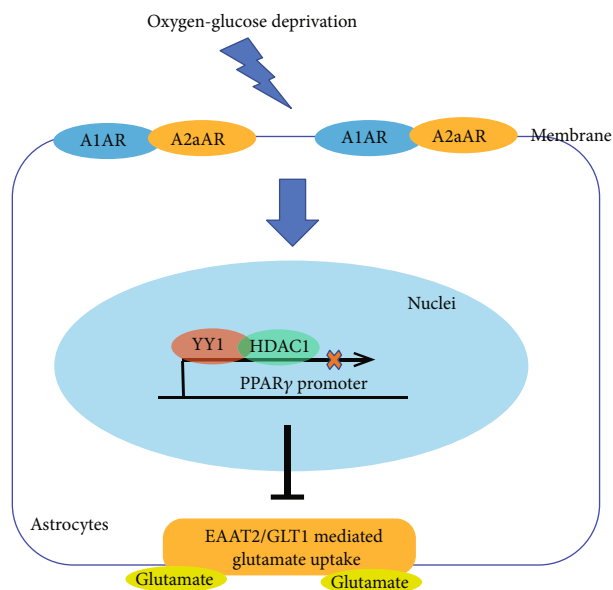 Oxygen-glucose deprivation
A1AR
A2aAR
A1AR
A2aAR
Membrane
Nuclei
YY1
HDAC1
PPARγ promoter
Astrocytes
EAAT2/GLT1 mediated
glutamate uptake
Glutamate
Glutamate